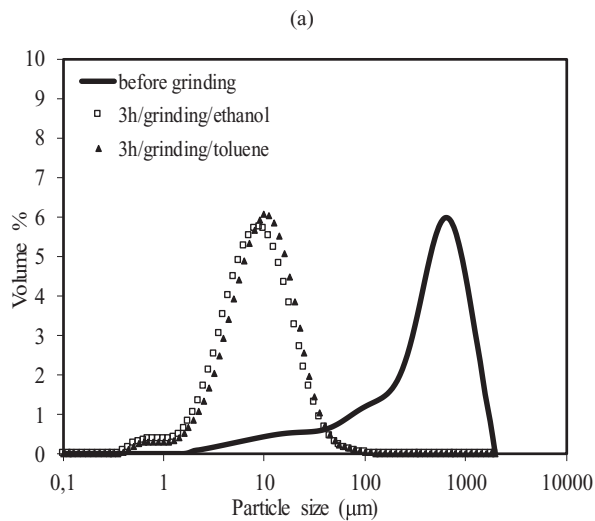 (a)
10
9
before grinding
8
3h/grinding/ethanol
7
3h/grinding/toluene
6
5
4
3
2
1
0
Volume %
0,1 1 10 100 1000 10000
Particle size (µm)